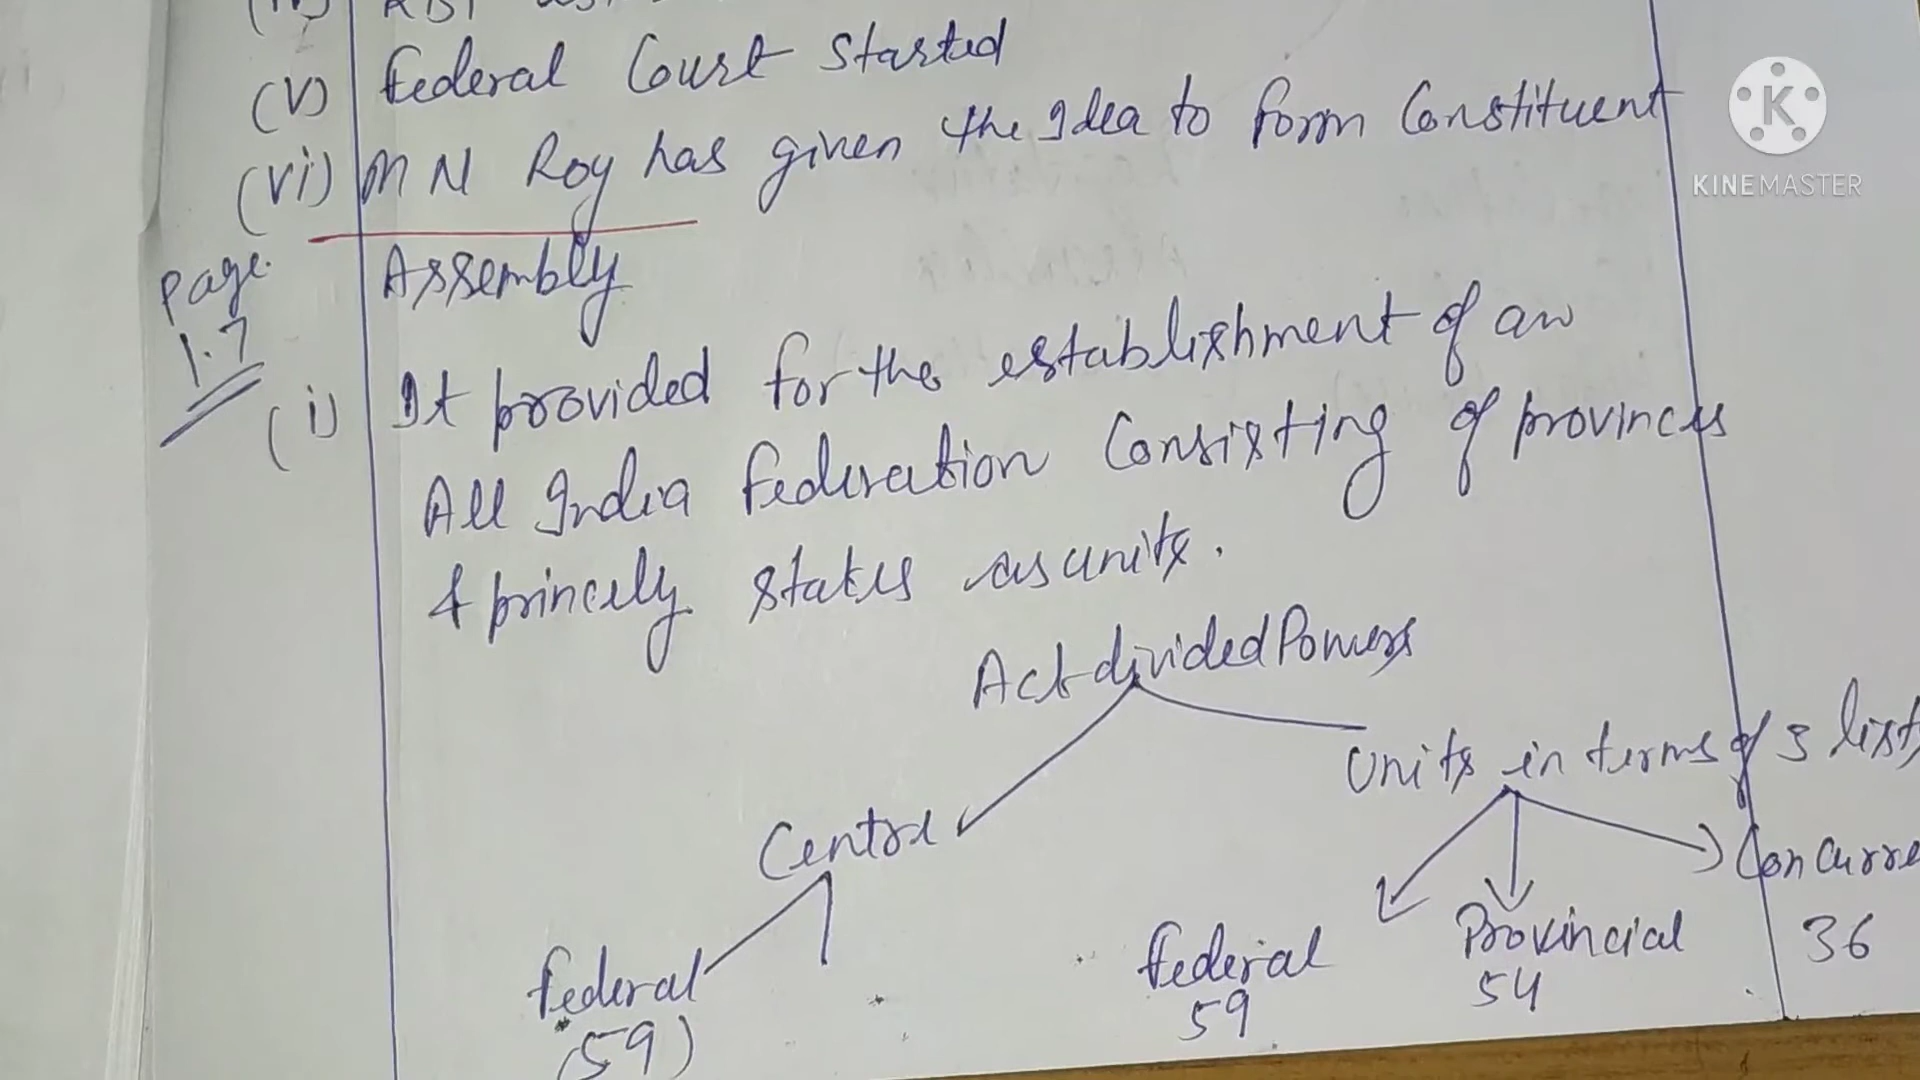 (v) Federal Court Started
(vi) M N Roy has given the Idea to form Constituent
Assembly
KINEMASTER
page
1.7
(i) It provided for the establishment of an
All India Federation Consisting of provinces
& princely states as units.
Act divided Powers
Units in terms of 3 lists
Centre
Concurre
Federal
(59)
Federal
59
Provincial
54
36